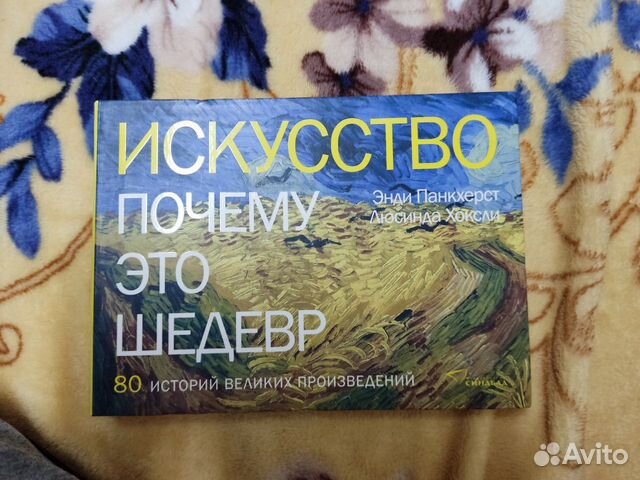 ИСКУССТВО
Энди Панкхерст
Люсинда Хоксли
ПОЧЕМУ
ЭТО
ШЕДЕВР
80 ИСТОРИЙ ВЕЛИКИХ ПРОИЗВЕДЕНИЙ
СИНДБАД
Avito